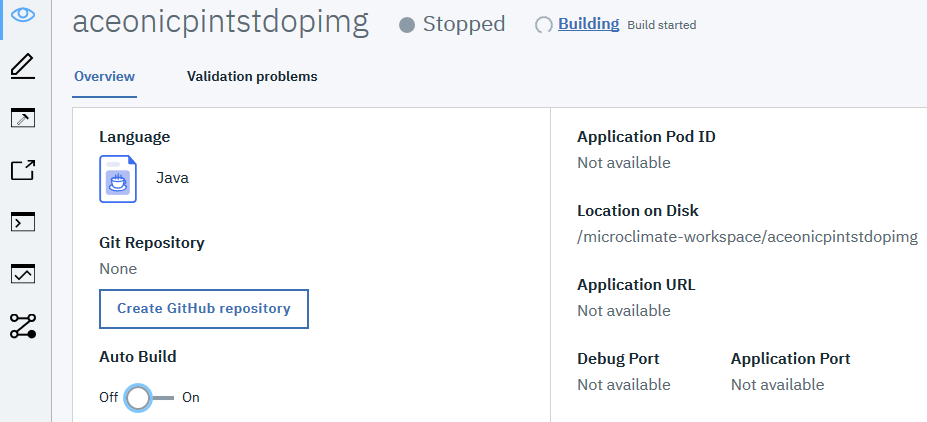 aceonicpintstdopimg Stopped Building Build started
Overview Validation problems
Language
Java
Git Repository
None
Create GitHub repository
Auto Build
Off On
Application Pod ID
Not available
Location on Disk
/microclimate-workspace/aceonicpintstdopimg
Application URL
Not available
Debug Port Application Port
Not available Not available